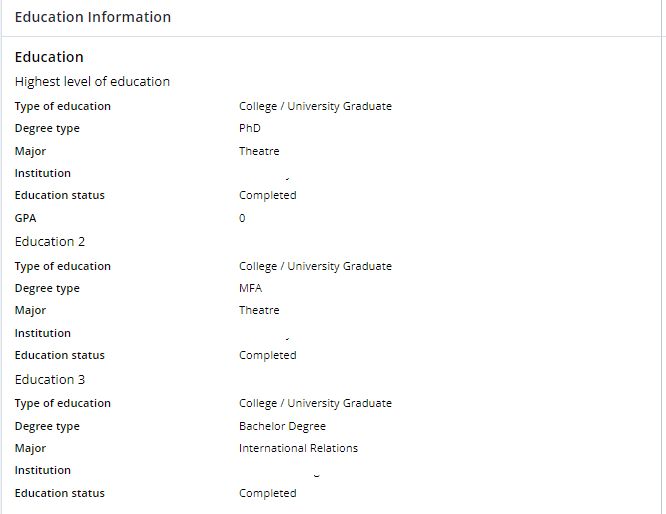 Education Information
Education
Highest level of education
Type of education College / University Graduate
Degree type PhD
Major Theatre
Institution
Education status Completed
GPA 0
Education 2
Type of education College / University Graduate
Degree type MFA
Major Theatre
Institution
Education status Completed
Education 3
Type of education College / University Graduate
Degree type Bachelor Degree
Major International Relations
Institution
Education status Completed